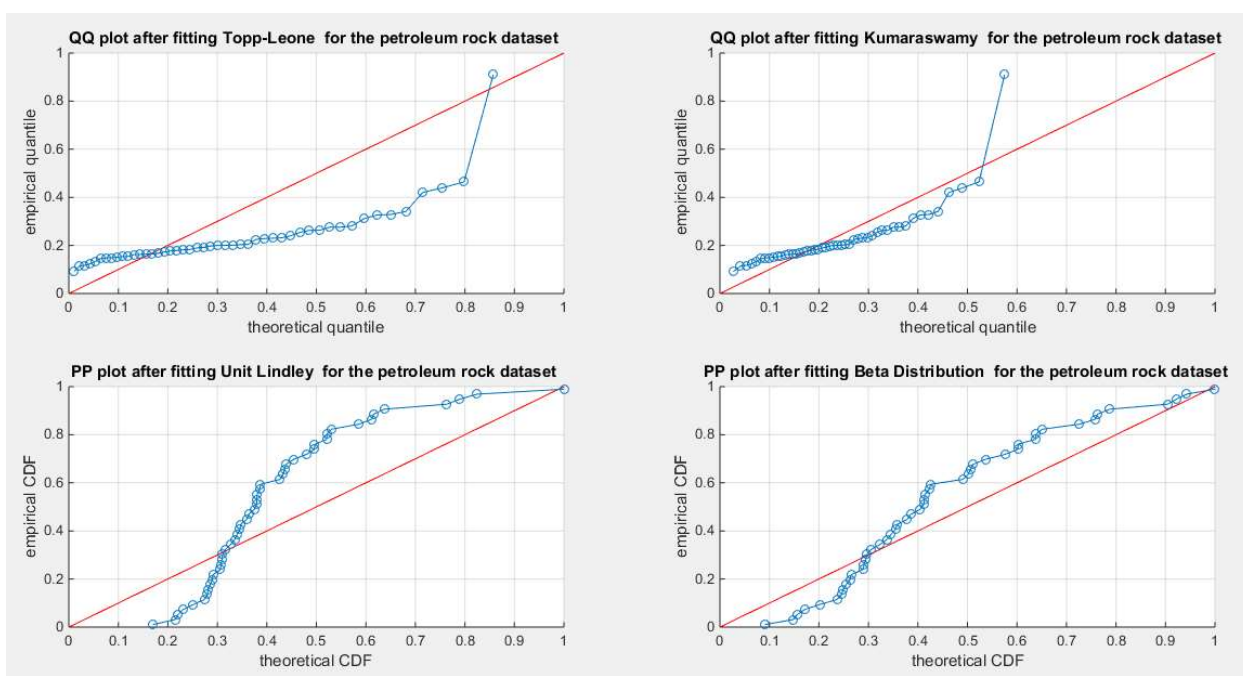 QQ plot after fitting Topp-Leone for the petroleum rock dataset
1
0.8
0.6
0.4
0.2
0
empirical quantile
0 0.1 0.2 0.3 0.4 0.5 0.6 0.7 0.8 0.9 1
theoretical quantile
QQ plot after fitting Kumaraswamy for the petroleum rock dataset
1
0.8
0.6
0.4
0.2
0
empirical quantile
0 0.1 0.2 0.3 0.4 0.5 0.6 0.7 0.8 0.9 1
theoretical quantile
PP plot after fitting Unit Lindley for the petroleum rock dataset
1
0.8
0.6
0.4
0.2
0
empirical CDF
0 0.1 0.2 0.3 0.4 0.5 0.6 0.7 0.8 0.9 1
theoretical CDF
PP plot after fitting Beta Distribution for the petroleum rock dataset
1
0.8
0.6
0.4
0.2
0
empirical CDF
0 0.1 0.2 0.3 0.4 0.5 0.6 0.7 0.8 0.9 1
theoretical CDF